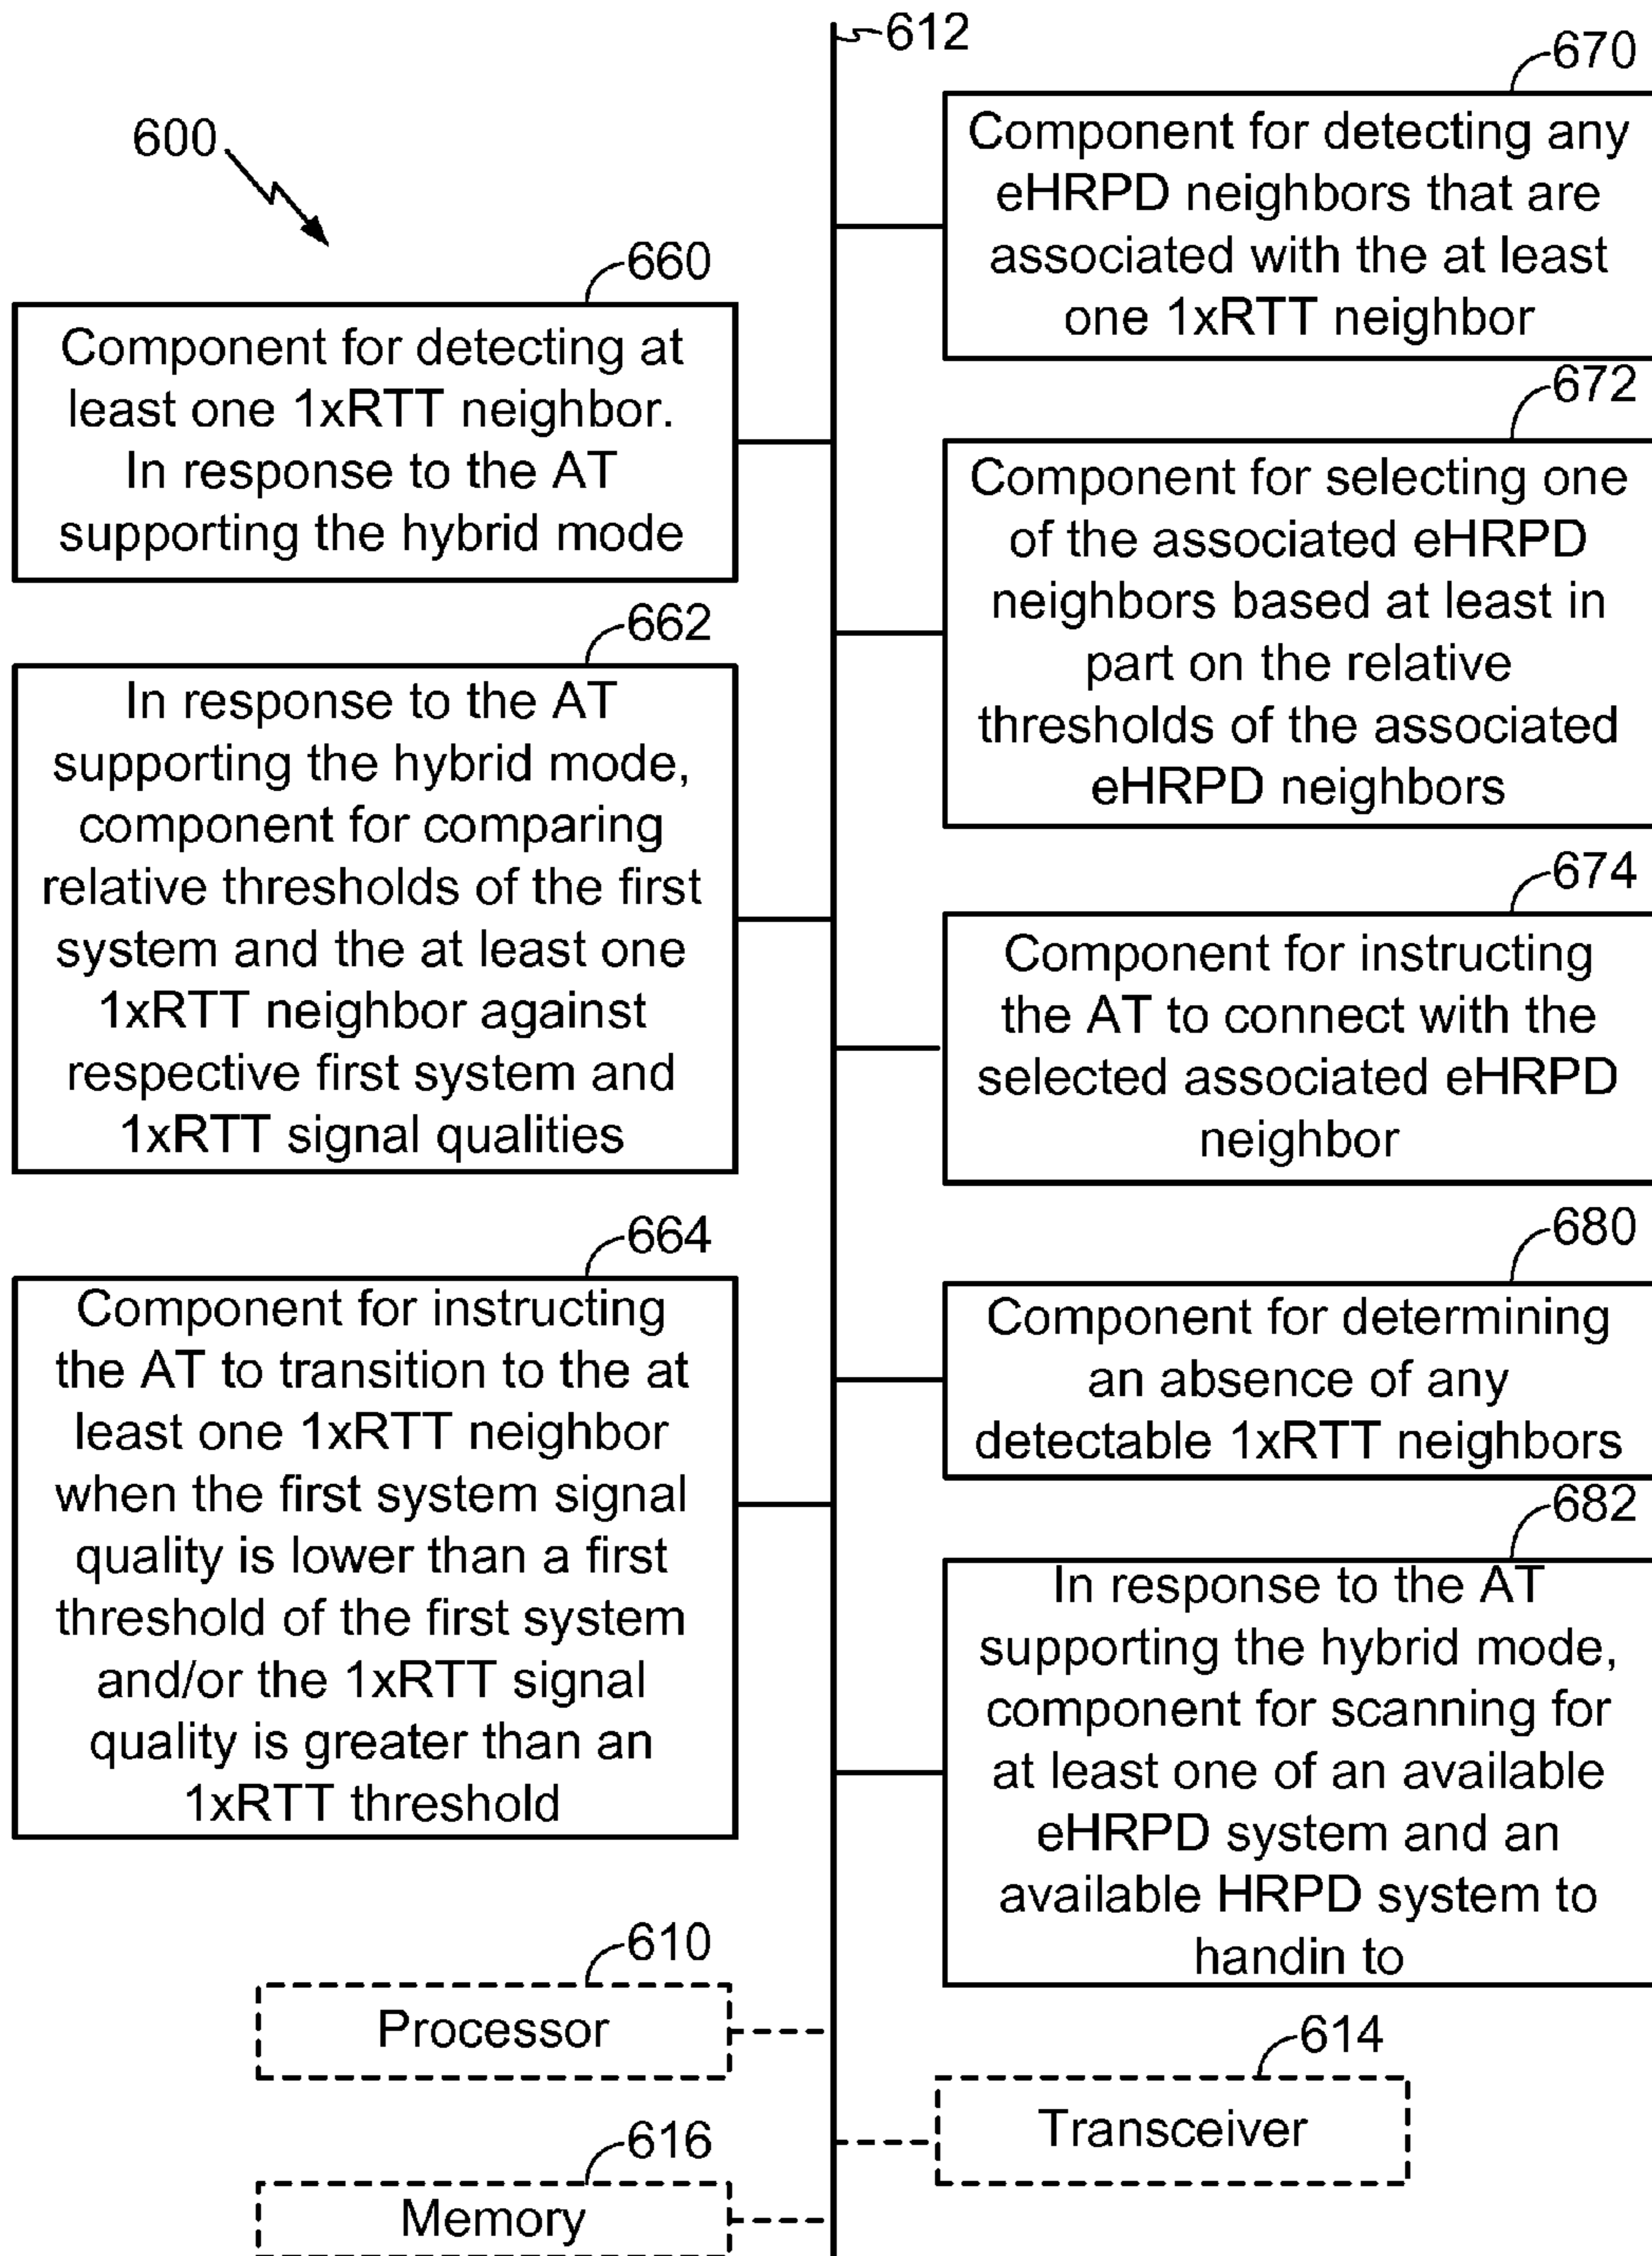 612
600
660
Component for detecting at
least one 1xRTT neighbor.
In response to the AT
supporting the hybrid mode
662
In response to the AT
supporting the hybrid mode,
component for comparing
relative thresholds of the first
system and the at least one
1xRTT neighbor against
respective first system and
1xRTT signal qualities
664
Component for instructing
the AT to transition to the at
least one 1xRTT neighbor
when the first system signal
quality is lower than a first
threshold of the first system
and/or the 1xRTT signal
quality is greater than an
1xRTT threshold
610
Processor
616
Memory
670
Component for detecting any
eHRPD neighbors that are
associated with the at least
one 1xRTT neighbor
672
Component for selecting one
of the associated eHRPD
neighbors based at least in
part on the relative
thresholds of the associated
eHRPD neighbors
674
Component for instructing
the AT to connect with the
selected associated eHRPD
neighbor
680
Component for determining
an absence of any
detectable 1xRTT neighbors
682
In response to the AT
supporting the hybrid mode,
component for scanning for
at least one of an available
eHRPD system and an
available HRPD system to
handin to
614
Transceiver